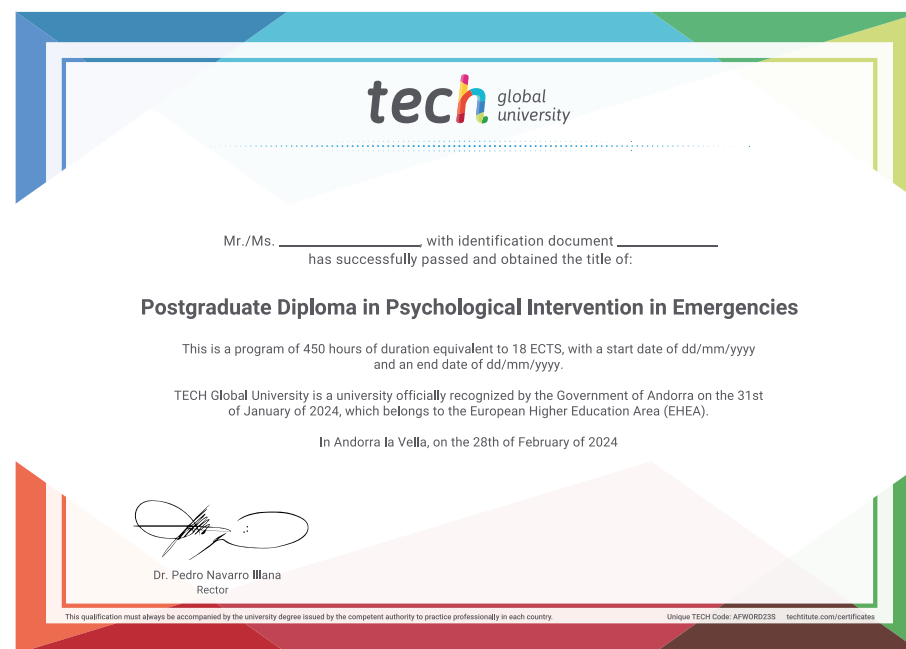 tech global
university
Mr./Ms. ____________, with identification document ____________
has successfully passed and obtained the title of:
Postgraduate Diploma in Psychological Intervention in Emergencies
This is a program of 450 hours of duration equivalent to 18 ECTS, with a start date of dd/mm/yyyy
and an end date of dd/mm/yyyy.
TECH Global University is a university officially recognized by the Government of Andorra on the 31st
of January of 2024, which belongs to the European Higher Education Area (EHEA).
In Andorra la Vella, on the 28th of February of 2024
Dr. Pedro Navarro Illana
Rector
This qualification must always be accompanied by the university degree issued by the competent authority to practice professionally in each country.
Unique TECH Code: AFWORD23S techtitute.com/certificates